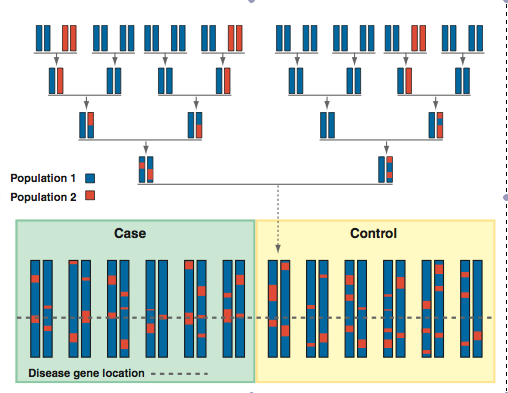 Population 1
Population 2
Case
Control
Disease gene location